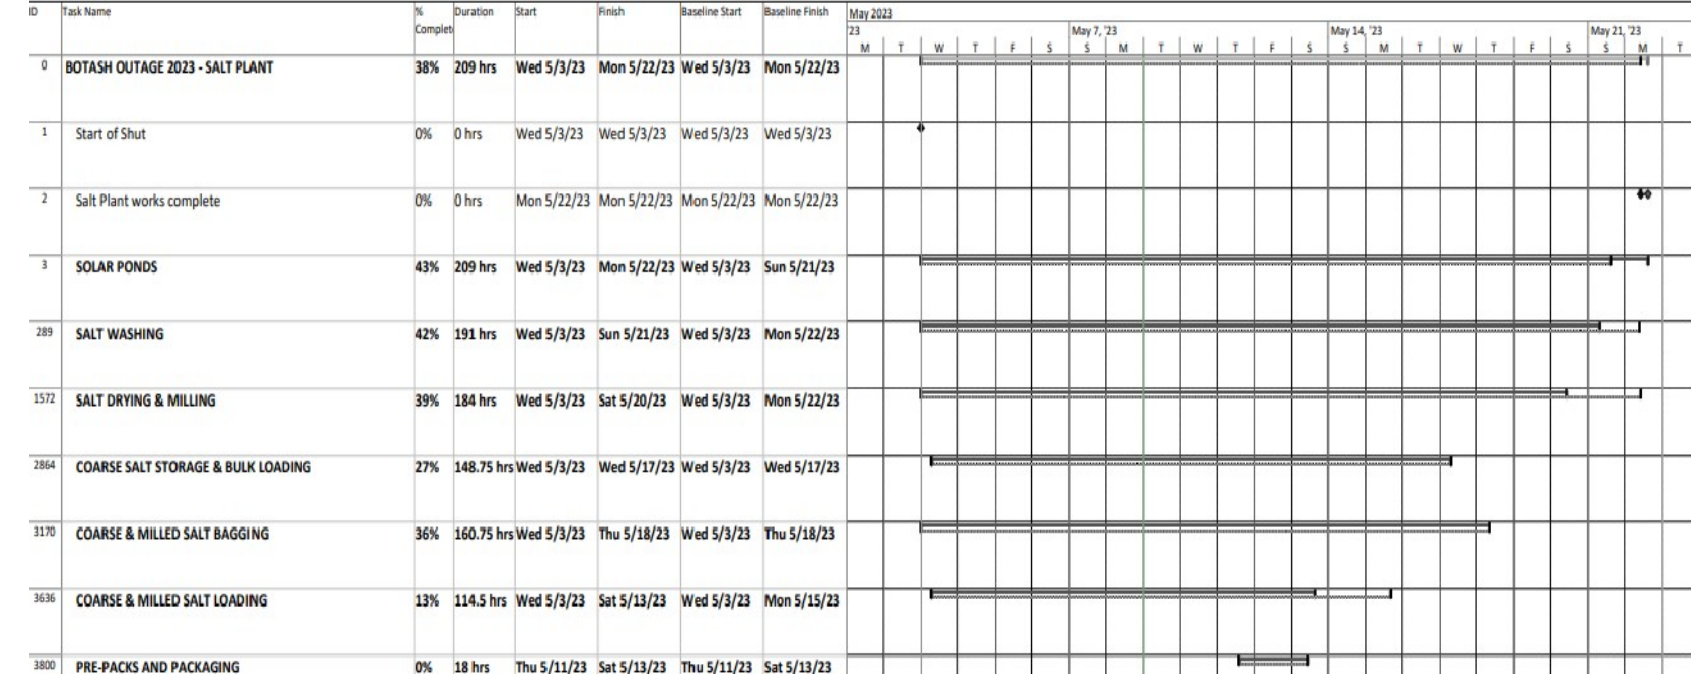 ID Task Name % Complet Duration Start Finish Baseline Start Baseline Finish May 2023
'23 May 7, '23 May 14, '23 May 21, '23
M T W T F S S M T W T F S S M T W T F S S M T
0 BOTASH OUTAGE 2023 - SALT PLANT 38% 209 hrs Wed 5/3/23 Mon 5/22/23 Wed 5/3/23 Mon 5/22/23
1 Start of Shut 0% 0 hrs Wed 5/3/23 Wed 5/3/23 Wed 5/3/23 Wed 5/3/23
2 Salt Plant works complete 0% 0 hrs Mon 5/22/23 Mon 5/22/23 Mon 5/22/23 Mon 5/22/23
3 SOLAR PONDS 43% 209 hrs Wed 5/3/23 Mon 5/22/23 Wed 5/3/23 Sun 5/21/23
289 SALT WASHING 42% 191 hrs Wed 5/3/23 Sun 5/21/23 Wed 5/3/23 Mon 5/22/23
1572 SALT DRYING & MILLING 39% 184 hrs Wed 5/3/23 Sat 5/20/23 Wed 5/3/23 Mon 5/22/23
2864 COARSE SALT STORAGE & BULK LOADING 27% 148.75 hrs Wed 5/3/23 Wed 5/17/23 Wed 5/3/23 Wed 5/17/23
3170 COARSE & MILLED SALT BAGGING 36% 160.75 hrs Wed 5/3/23 Thu 5/18/23 Wed 5/3/23 Thu 5/18/23
3636 COARSE & MILLED SALT LOADING 13% 114.5 hrs Wed 5/3/23 Sat 5/13/23 Wed 5/3/23 Mon 5/15/23
3800 PRE-PACKS AND PACKAGING 0% 18 hrs Thu 5/11/23 Sat 5/13/23 Thu 5/11/23 Sat 5/13/23